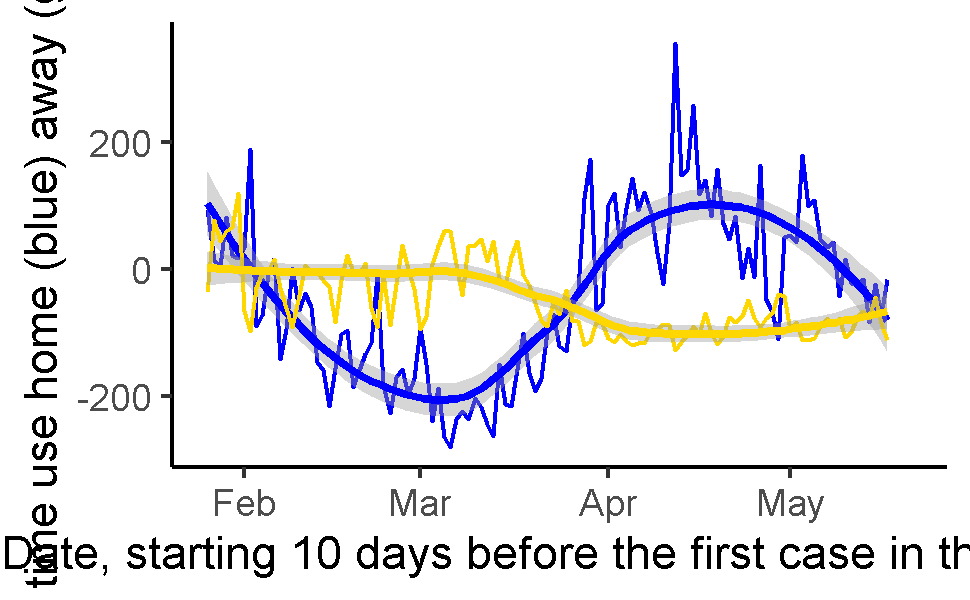 time use home (blue) away (
200
0
-200
Feb Mar Apr May
Date, starting 10 days before the first case in th